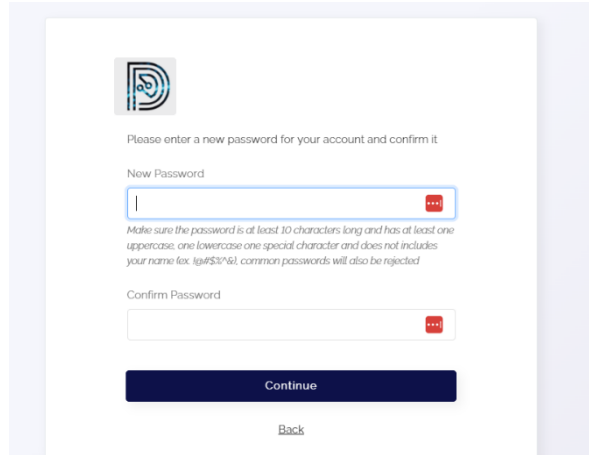 Please enter a new password for your account and confirm it
New Password
Make sure the password is at least 10 characters long and has at least one
uppercase, one lowercase one special character and does not includes
your name (ex. !@#$%^&), common passwords will also be rejected
Confirm Password
Continue
Back